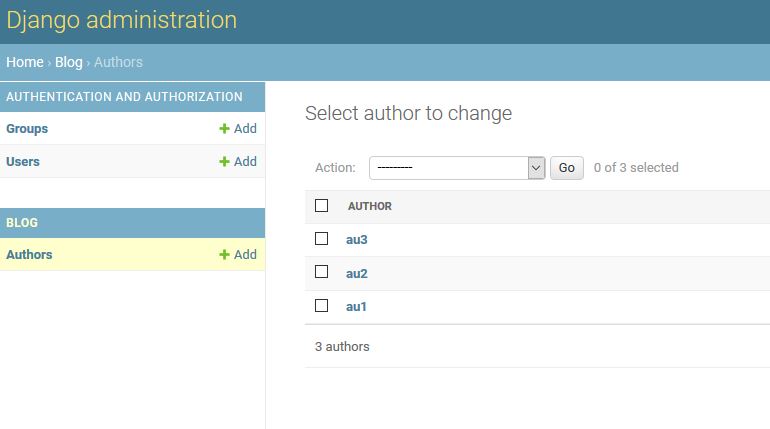 Django administration
Home › Blog › Authors
AUTHENTICATION AND AUTHORIZATION
Groups + Add
Users + Add
BLOG
Authors + Add
Select author to change
Action: --------- Go 0 of 3 selected
AUTHOR
au3
au2
au1
3 authors